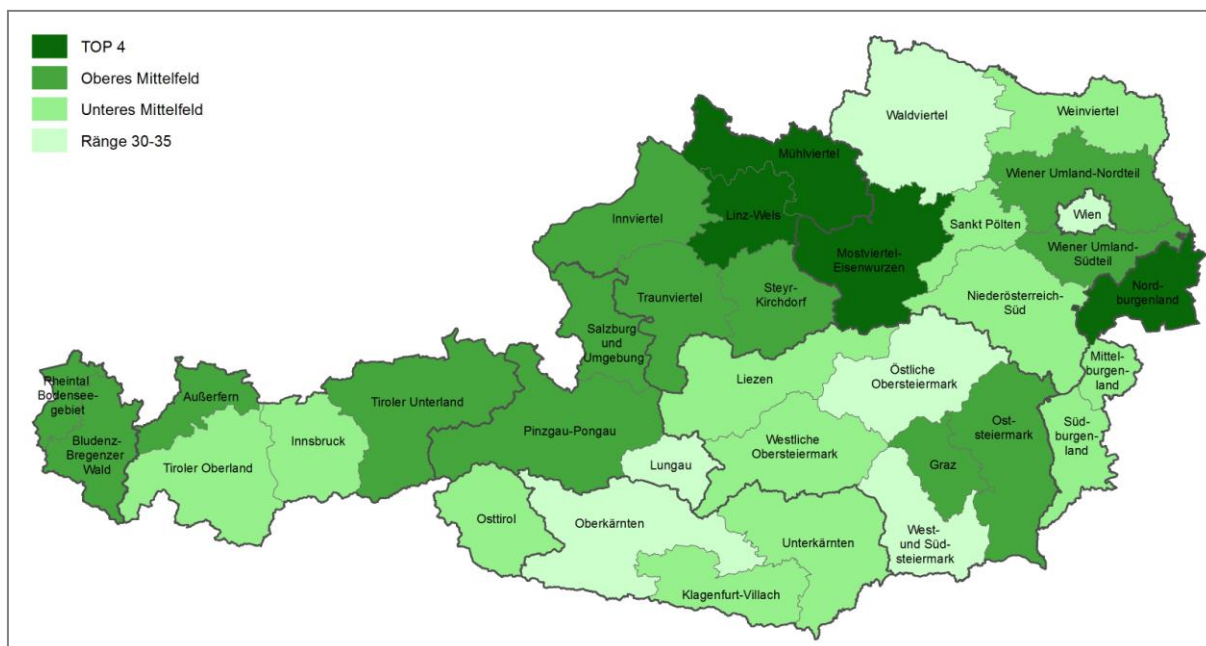 TOP 4
Oberes Mittelfeld
Unteres Mittelfeld
Ränge 30-35
Waldviertel
Weinviertel
Mühlviertel
Wiener Umland-Nordteil
Innviertel
Linz-Wels
Wien
Sankt Pölten
Mostviertel-
Eisenwurzen
Wiener Umland-
Südteil
Nord-
burgenland
Traunviertel
Steyr-
Kirchdorf
Niederösterreich-
Süd
Salzburg
und
Umgebung
Mittel-
burgen-
land
Rheintal
Bodensee-
gebiet
Außerfern
Tiroler Unterland
Liezen
Östliche
Obersteiermark
Bludenz-
Bregenzer
Wald
Tiroler Oberland
Innsbruck
Pinzgau-Pongau
Ost-
steiermark
Süd-
burgen-
land
Westliche
Obersteiermark
Lungau
Graz
Osttirol
Oberkärnten
Unterkärnten
West-
und Süd-
steiermark
Klagenfurt-Villach